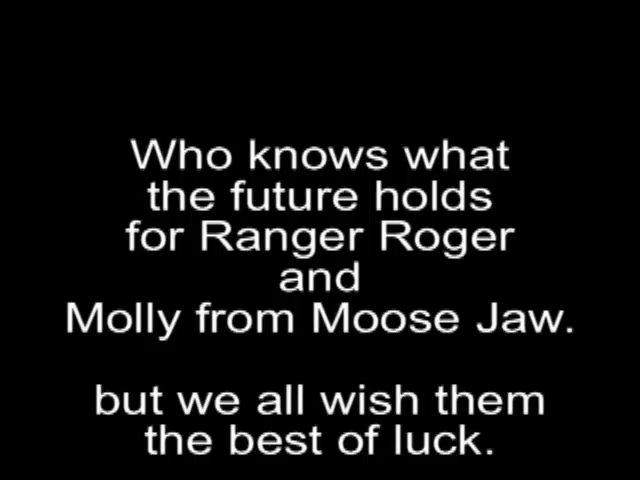 Who knows what
the future holds
for Ranger Roger
and
Molly from Moose Jaw.
but we all wish them
the best of luck.